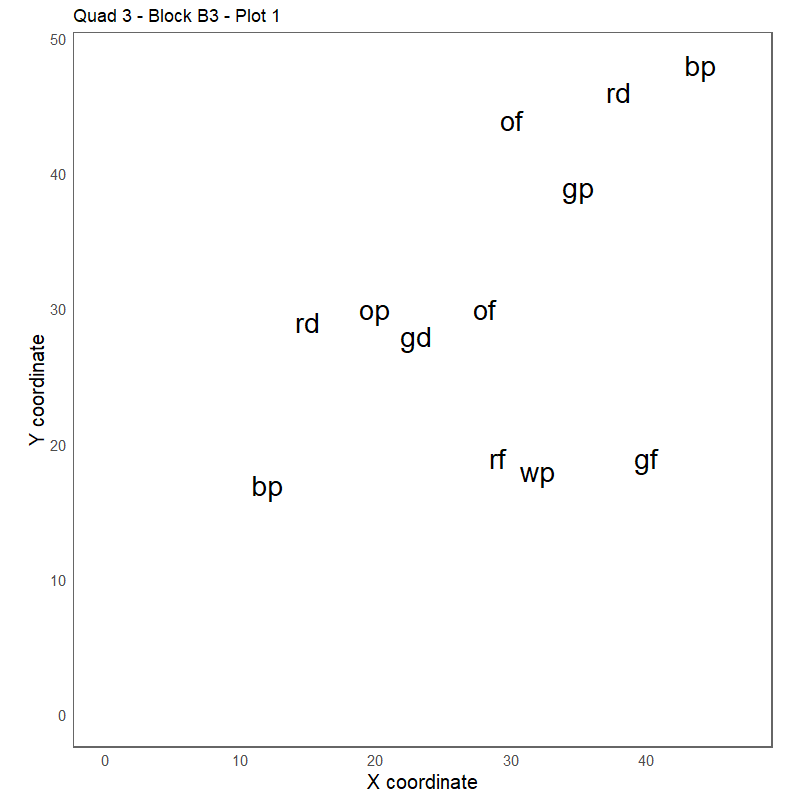 Quad 3 - Block B3 - Plot 1
50
bp
rd
of
40
gp
30
op
of
rd
gd
20
rf
gf
wp
bp
10
0
0 10 20 30 40
X coordinate
Y coordinate